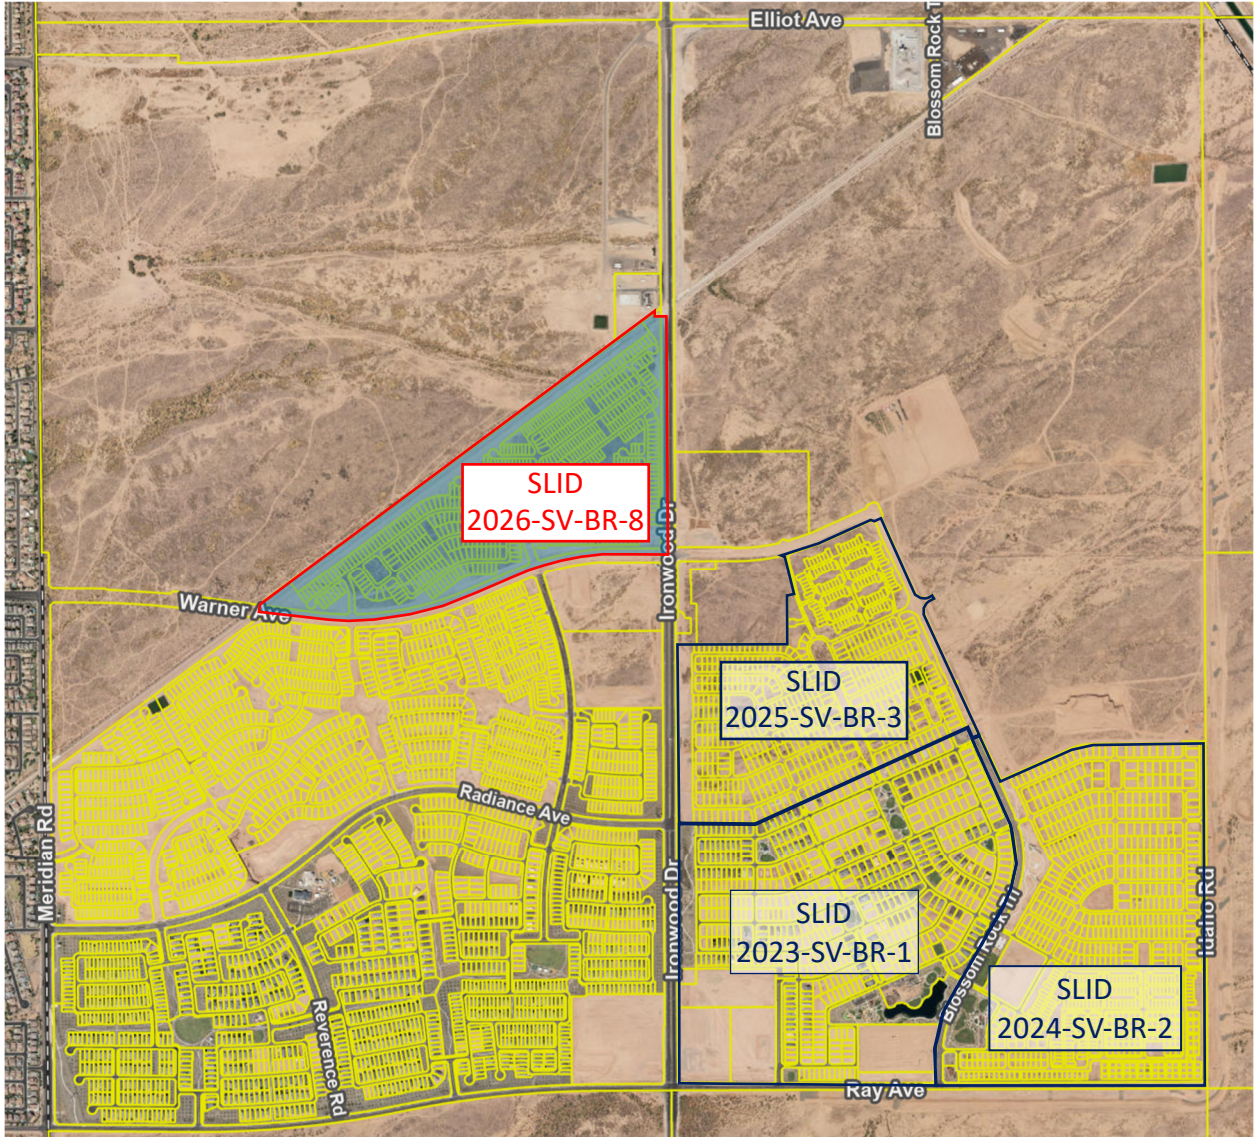 Elliot Ave
Blossom Rock T
SLID
2026-SV-BR-8
Ironwood Dr
Warner Ave
SLID
2025-SV-BR-3
Radiance Ave
Meridian Rd
Ironwood Dr
SLID
2023-SV-BR-1
Blossom Rock Trl
Idaho Rd
SLID
2024-SV-BR-2
Reverence Rd
Ray Ave